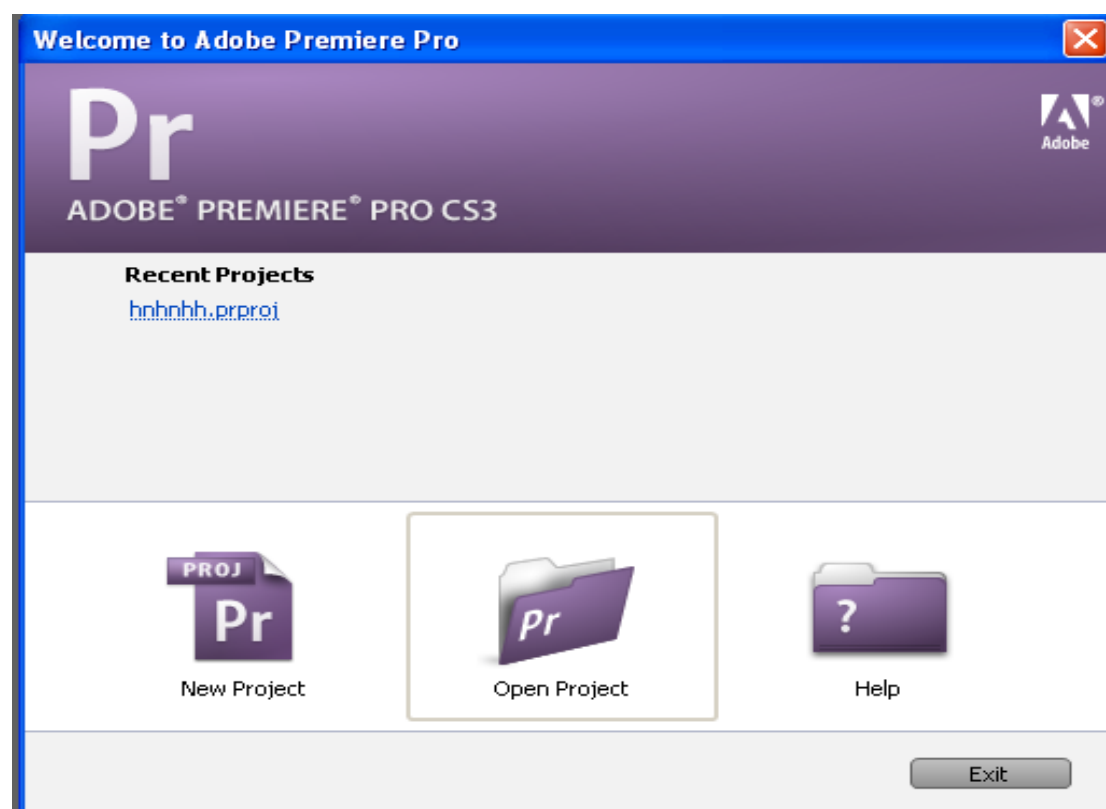 Welcome to Adobe Premiere Pro
Pr
Adobe®
ADOBE® PREMIERE® PRO CS3
Recent Projects
hnhnhh.prproj
PROJ
Pr
Pr
?
New Project
Open Project
Help
Exit